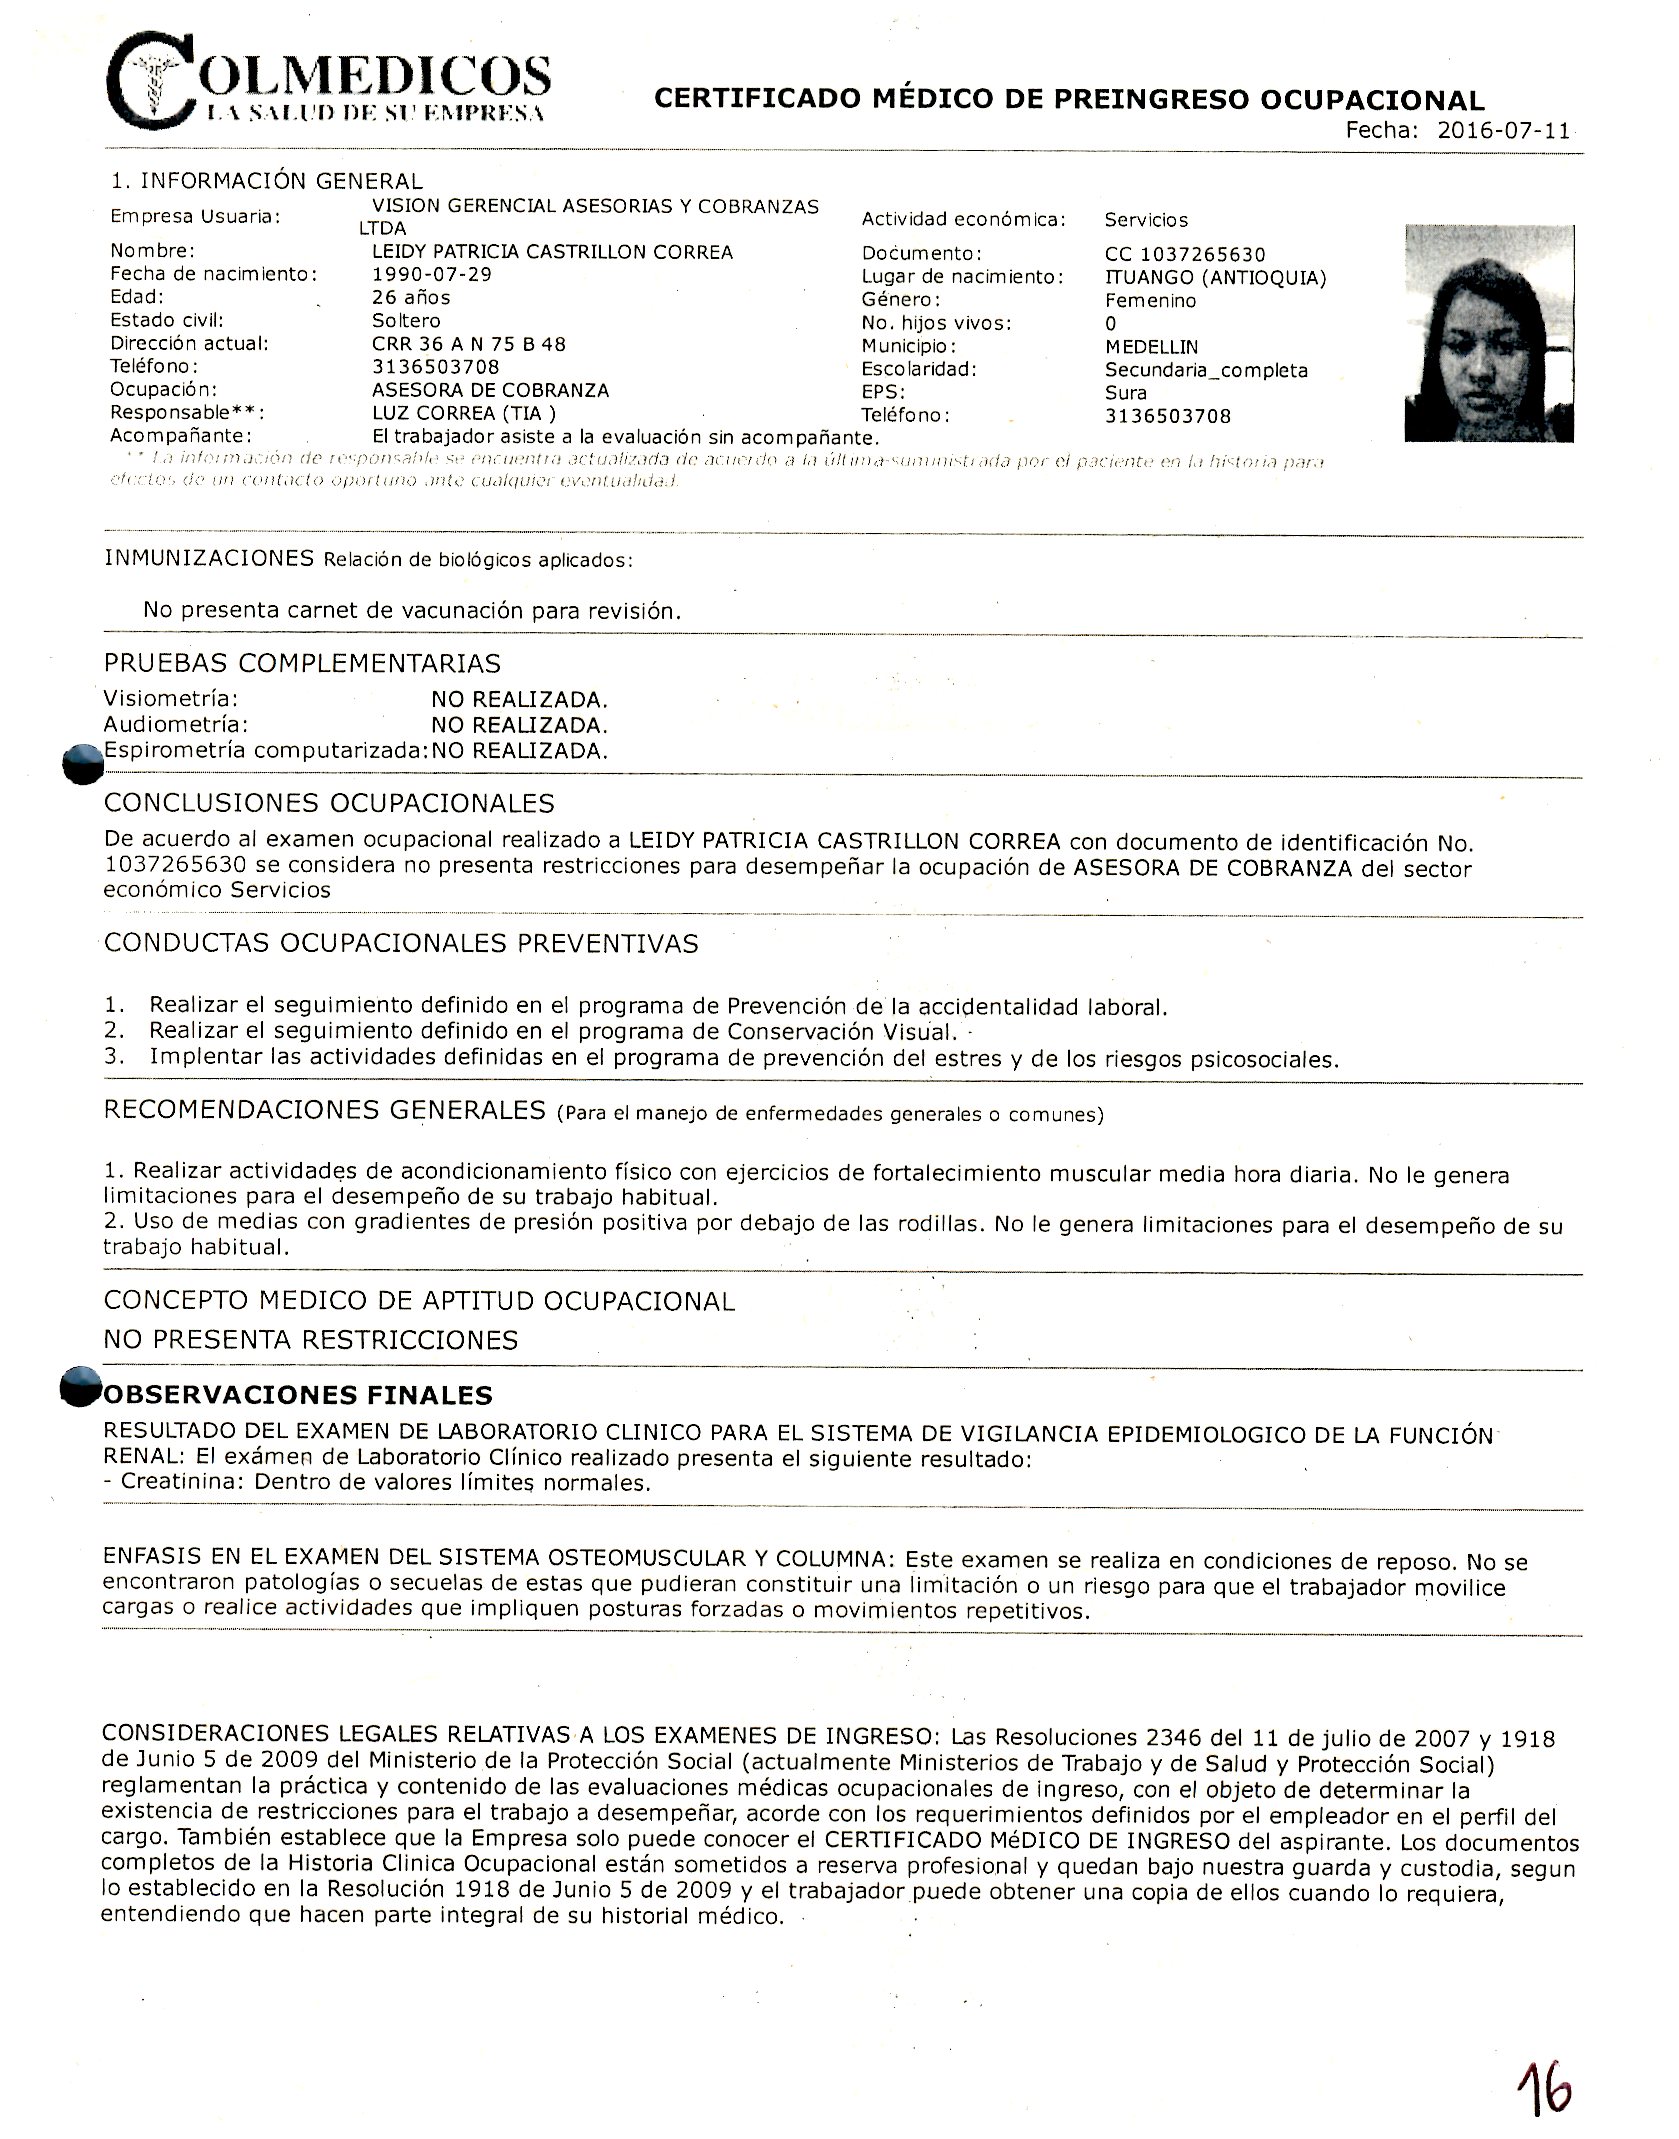 COLMEDICOS
LA SALUD DE SU EMPRESA
CERTIFICADO MÉDICO DE PREINGRESO OCUPACIONAL
Fecha: 2016-07-11
1. INFORMACIÓN GENERAL
Empresa Usuaria: VISION GERENCIAL ASESORIAS Y COBRANZAS LTDA Actividad económica: Servicios
Nombre: LEIDY PATRICIA CASTRILLON CORREA Documento: CC 1037265630
Fecha de nacimiento: 1990-07-29 Lugar de nacimiento: ITUANGO (ANTIOQUIA)
Edad: 26 años Género: Femenino
Estado civil: Soltero No. hijos vivos: 0
Dirección actual: CRR 36 A N 75 B 48 Municipio: MEDELLIN
Teléfono: 3136503708 Escolaridad: Secundaria_completa
Ocupación: ASESORA DE COBRANZA EPS: Sura
Responsable**: LUZ CORREA (TIA ) Teléfono: 3136503708
Acompañante: El trabajador asiste a la evaluación sin acompañante.
** La información de responsable se encuentra actualizada de acuerdo a la última suministrada por el paciente en la historia para
efectos de un contacto oportuno ante cualquier eventualidad.
INMUNIZACIONES Relación de biológicos aplicados:
No presenta carnet de vacunación para revisión.
PRUEBAS COMPLEMENTARIAS
Visiometría: NO REALIZADA.
Audiometría: NO REALIZADA.
Espirometría computarizada: NO REALIZADA.
CONCLUSIONES OCUPACIONALES
De acuerdo al examen ocupacional realizado a LEIDY PATRICIA CASTRILLON CORREA con documento de identificación No.
1037265630 se considera no presenta restricciones para desempeñar la ocupación de ASESORA DE COBRANZA del sector
económico Servicios
CONDUCTAS OCUPACIONALES PREVENTIVAS
1. Realizar el seguimiento definido en el programa de Prevención de la accidentalidad laboral.
2. Realizar el seguimiento definido en el programa de Conservación Visual.
3. Implentar las actividades definidas en el programa de prevención del estres y de los riesgos psicosociales.
RECOMENDACIONES GENERALES (Para el manejo de enfermedades generales o comunes)
1. Realizar actividades de acondicionamiento físico con ejercicios de fortalecimiento muscular media hora diaria. No le genera
limitaciones para el desempeño de su trabajo habitual.
2. Uso de medias con gradientes de presión positiva por debajo de las rodillas. No le genera limitaciones para el desempeño de su
trabajo habitual.
CONCEPTO MEDICO DE APTITUD OCUPACIONAL
NO PRESENTA RESTRICCIONES
OBSERVACIONES FINALES
RESULTADO DEL EXAMEN DE LABORATORIO CLINICO PARA EL SISTEMA DE VIGILANCIA EPIDEMIOLOGICO DE LA FUNCIÓN
RENAL: El exámen de Laboratorio Clínico realizado presenta el siguiente resultado:
- Creatinina: Dentro de valores límites normales.
ENFASIS EN EL EXAMEN DEL SISTEMA OSTEOMUSCULAR Y COLUMNA: Este examen se realiza en condiciones de reposo. No se
encontraron patologías o secuelas de estas que pudieran constituir una limitación o un riesgo para que el trabajador movilice
cargas o realice actividades que impliquen posturas forzadas o movimientos repetitivos.
CONSIDERACIONES LEGALES RELATIVAS A LOS EXAMENES DE INGRESO: Las Resoluciones 2346 del 11 de julio de 2007 y 1918
de Junio 5 de 2009 del Ministerio de la Protección Social (actualmente Ministerios de Trabajo y de Salud y Protección Social)
reglamentan la práctica y contenido de las evaluaciones médicas ocupacionales de ingreso, con el objeto de determinar la
existencia de restricciones para el trabajo a desempeñar, acorde con los requerimientos definidos por el empleador en el perfil del
cargo. También establece que la Empresa solo puede conocer el CERTIFICADO MéDICO DE INGRESO del aspirante. Los documentos
completos de la Historia Clinica Ocupacional están sometidos a reserva profesional y quedan bajo nuestra guarda y custodia, segun
lo establecido en la Resolución 1918 de Junio 5 de 2009 y el trabajador puede obtener una copia de ellos cuando lo requiera,
entendiendo que hacen parte integral de su historial médico.
16